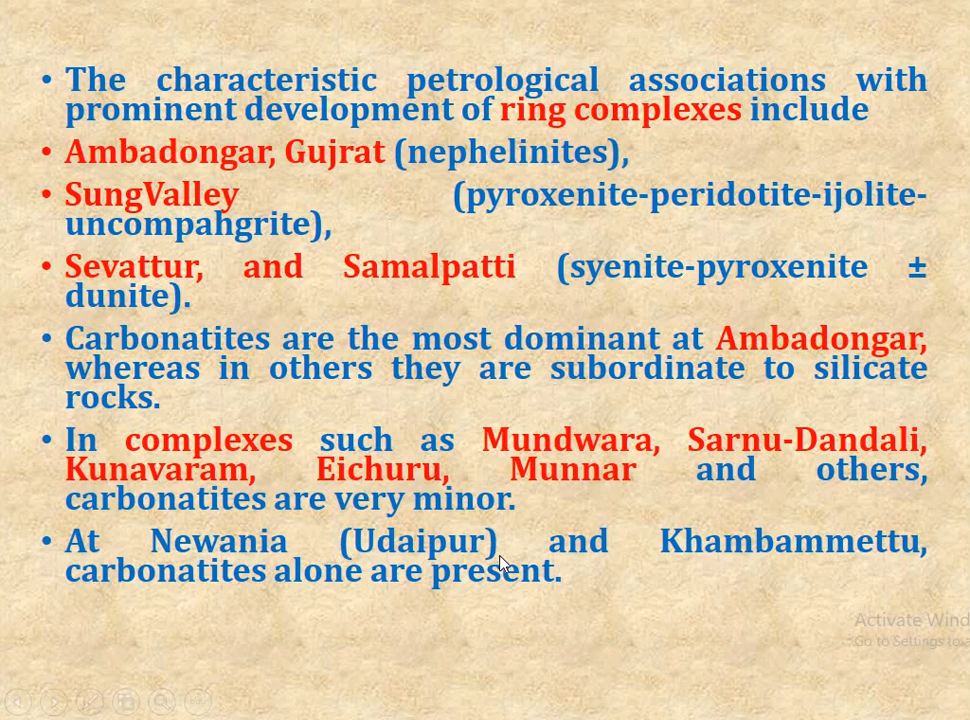 • The characteristic petrological associations with
prominent development of ring complexes include
• Ambadongar, Gujrat (nephelinites),
• SungValley (pyroxenite-peridotite-ijolite-
uncompahgrite),
• Sevattur, and Samalpatti (syenite-pyroxenite ±
dunite).
• Carbonatites are the most dominant at Ambadongar,
whereas in others they are subordinate to silicate
rocks.
• In complexes such as Mundwara, Sarnu-Dandali,
Kunavaram, Eichuru, Munnar and others,
carbonatites are very minor.
• At Newania (Udaipur) and Khambammettu,
carbonatites alone are present.
Activate Wind
Go to Settings to a